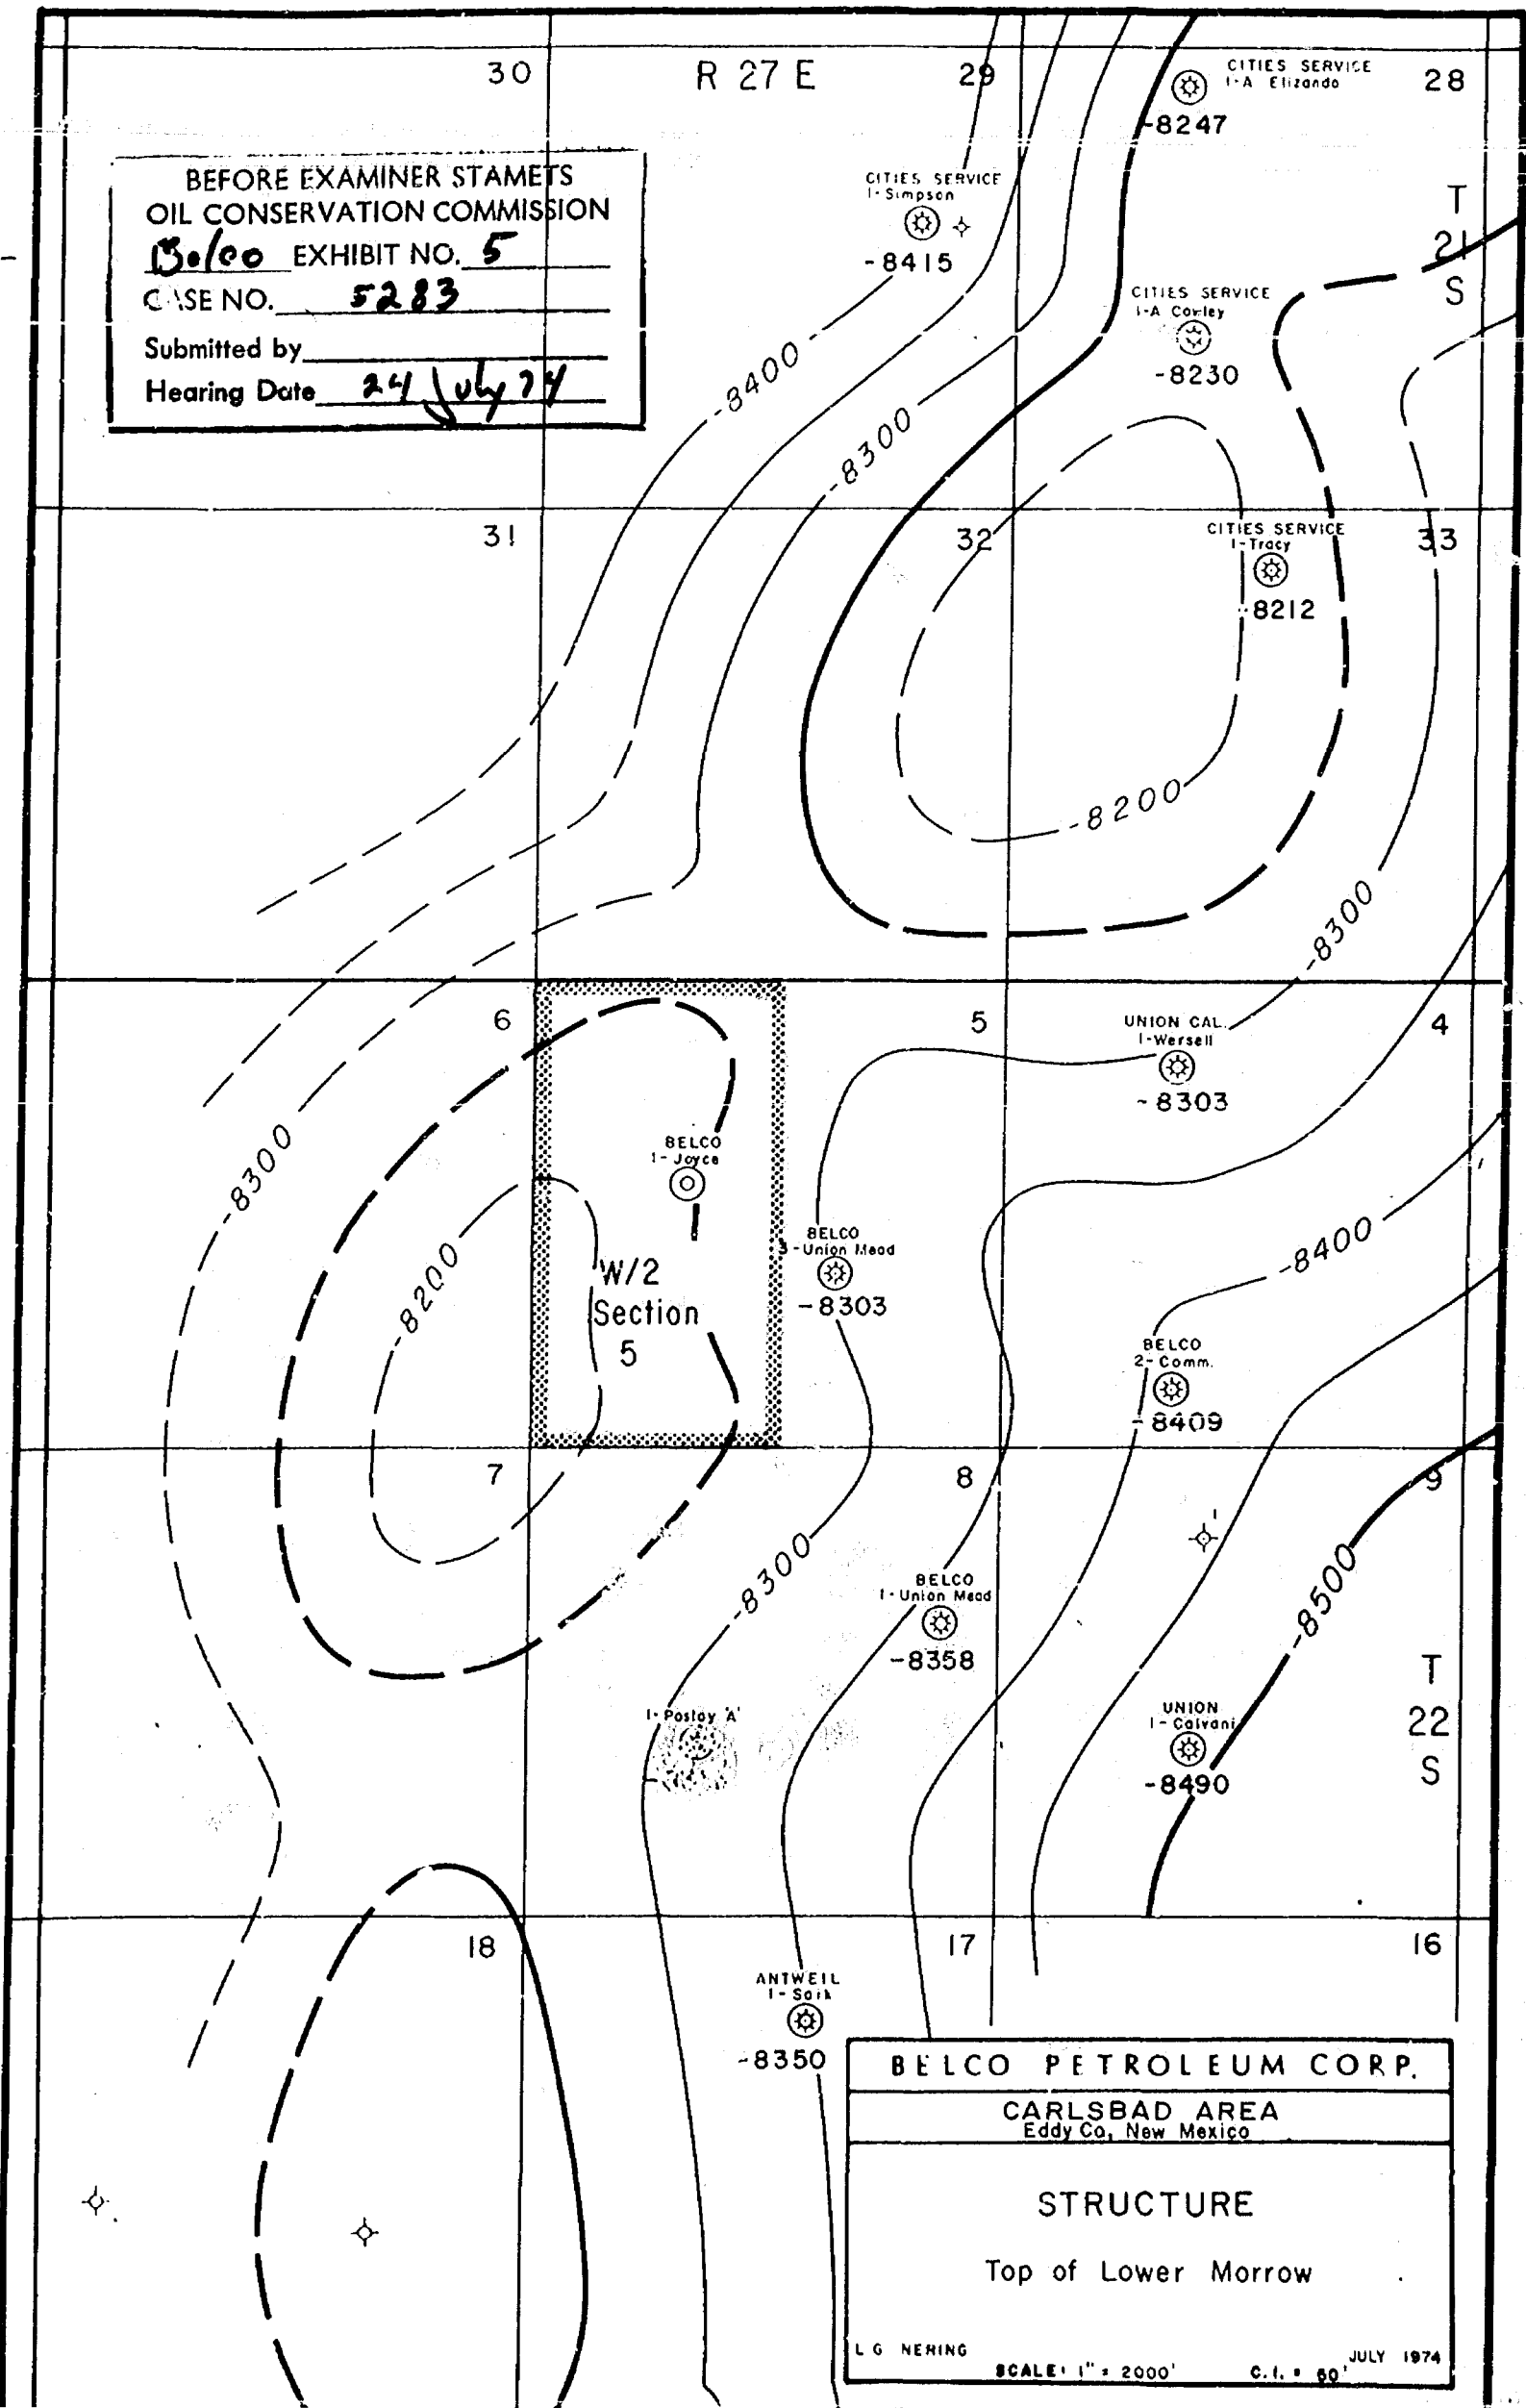 30
R 27 E
29
28
CITIES SERVICE
1-A Elizondo
-8247
BEFORE EXAMINER STAMETS
OIL CONSERVATION COMMISSION
EXHIBIT NO. 5
CASE NO. 5283
Submitted by
Hearing Date 24 July 74
CITIES SERVICE
1-Simpson
-8415
T
21
S
CITIES SERVICE
1-A Corley
-8230
-8400
-8300
31
32
33
CITIES SERVICE
1-Tracy
-8212
-8200
-8300
6
5
4
UNION CAL.
1-Wersell
-8303
BELCO
1-Joyce
-8300
-8200
W/2
Section
5
BELCO
3-Union Mead
-8303
-8400
BELCO
2-Comm.
-8409
7
8
9
-8300
-8500
BELCO
1-Union Mead
-8358
1-Postay 'A'
UNION
1-Calvani
-8490
T
22
S
18
17
16
ANTWEIL
1-
-8350
BELCO PETROLEUM CORP.
CARLSBAD AREA
Eddy Co, New Mexico
STRUCTURE
Top of Lower Morrow
L G NERING
JULY 1974
SCALE: 1" = 2000'
C.I. =